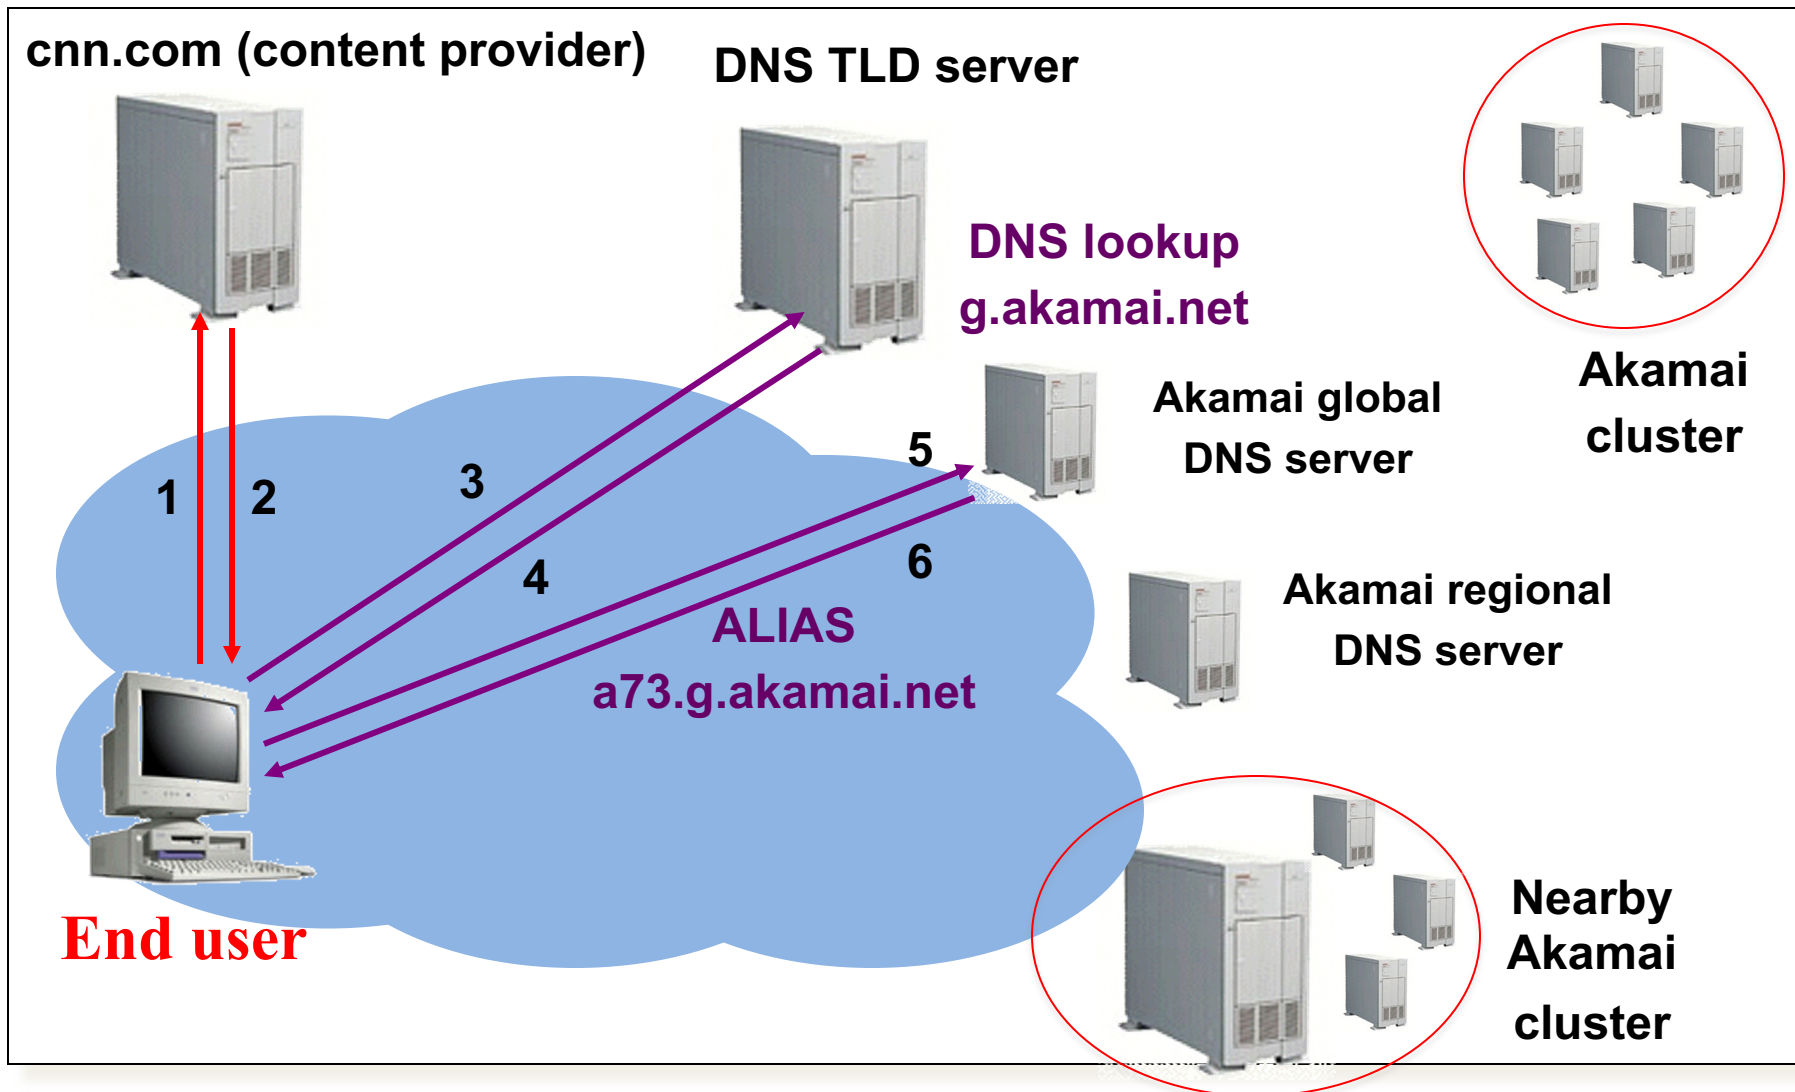 cnn.com (content provider)
DNS TLD server
DNS lookup
g.akamai.net
Akamai
cluster
Akamai global
DNS server
1
2
3
4
5
6
ALIAS
a73.g.akamai.net
Akamai regional
DNS server
End user
Nearby
Akamai
cluster